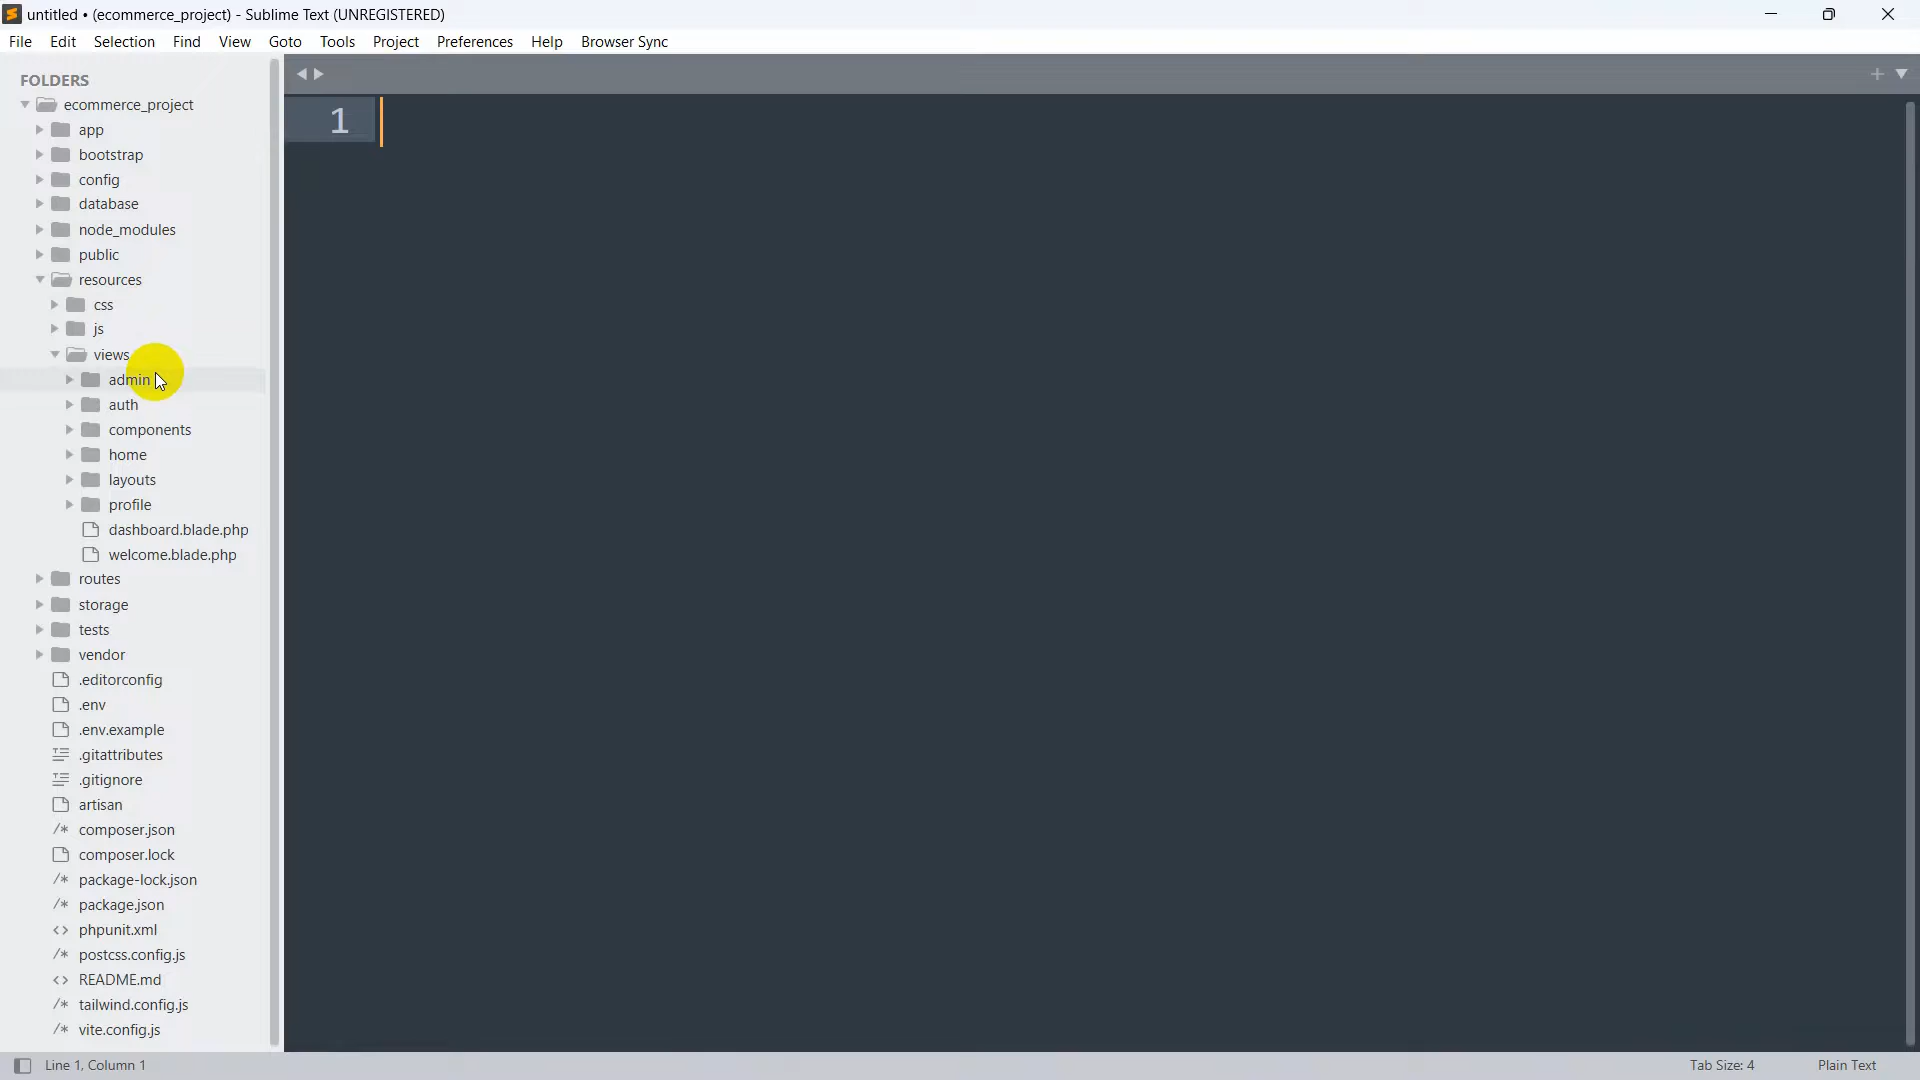 untitled • (ecommerce_project) - Sublime Text (UNREGISTERED)
File Edit Selection Find View Goto Tools Project Preferences Help Browser Sync
FOLDERS
ecommerce_project
app
bootstrap
config
database
node_modules
public
resources
css
js
views
admin
auth
components
home
layouts
profile
dashboard.blade.php
welcome.blade.php
routes
storage
tests
vendor
.editorconfig
.env
.env.example
.gitattributes
.gitignore
artisan
/* composer.json
composer.lock
/* package-lock.json
/* package.json
<> phpunit.xml
/* postcss.config.js
<> README.md
/* tailwind.config.js
/* vite.config.js
1
Line 1, Column 1
Tab Size: 4
Plain Text